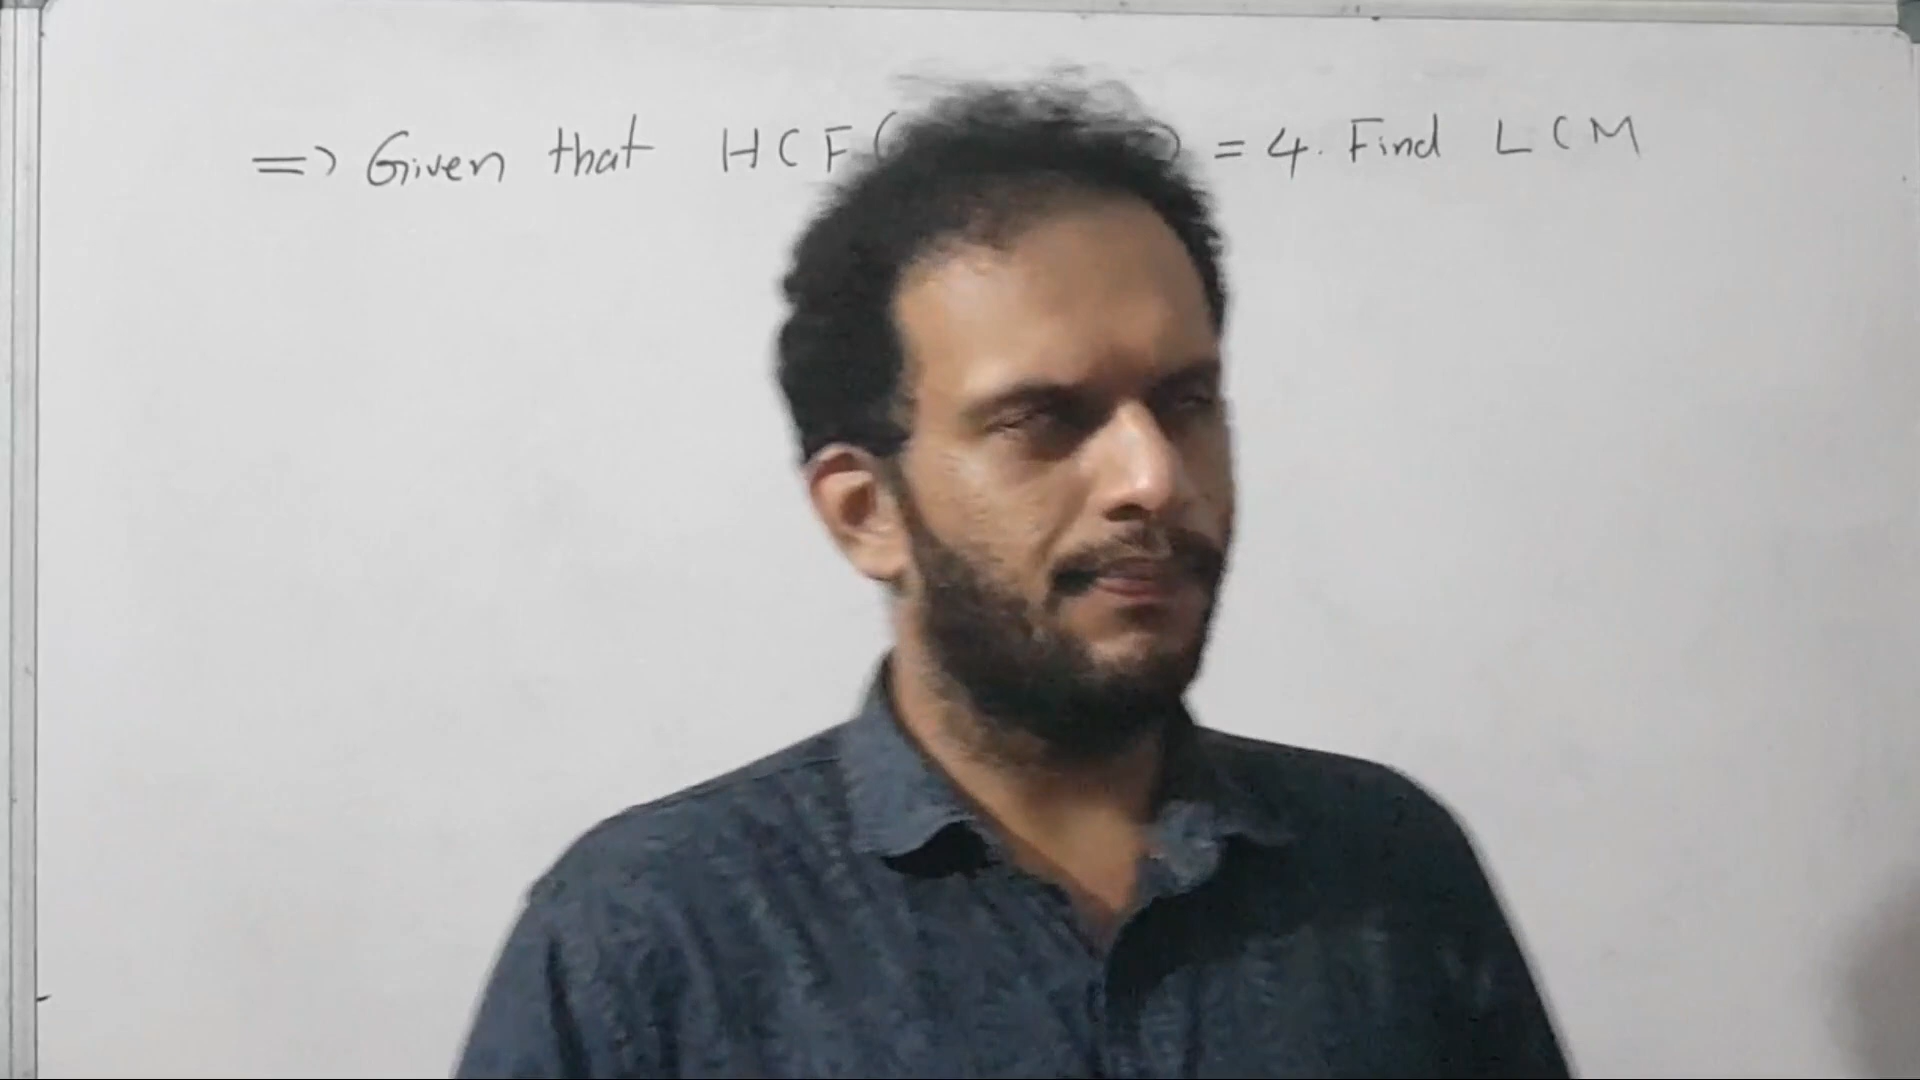 => Given that HCF ( ) = 4. Find LCM